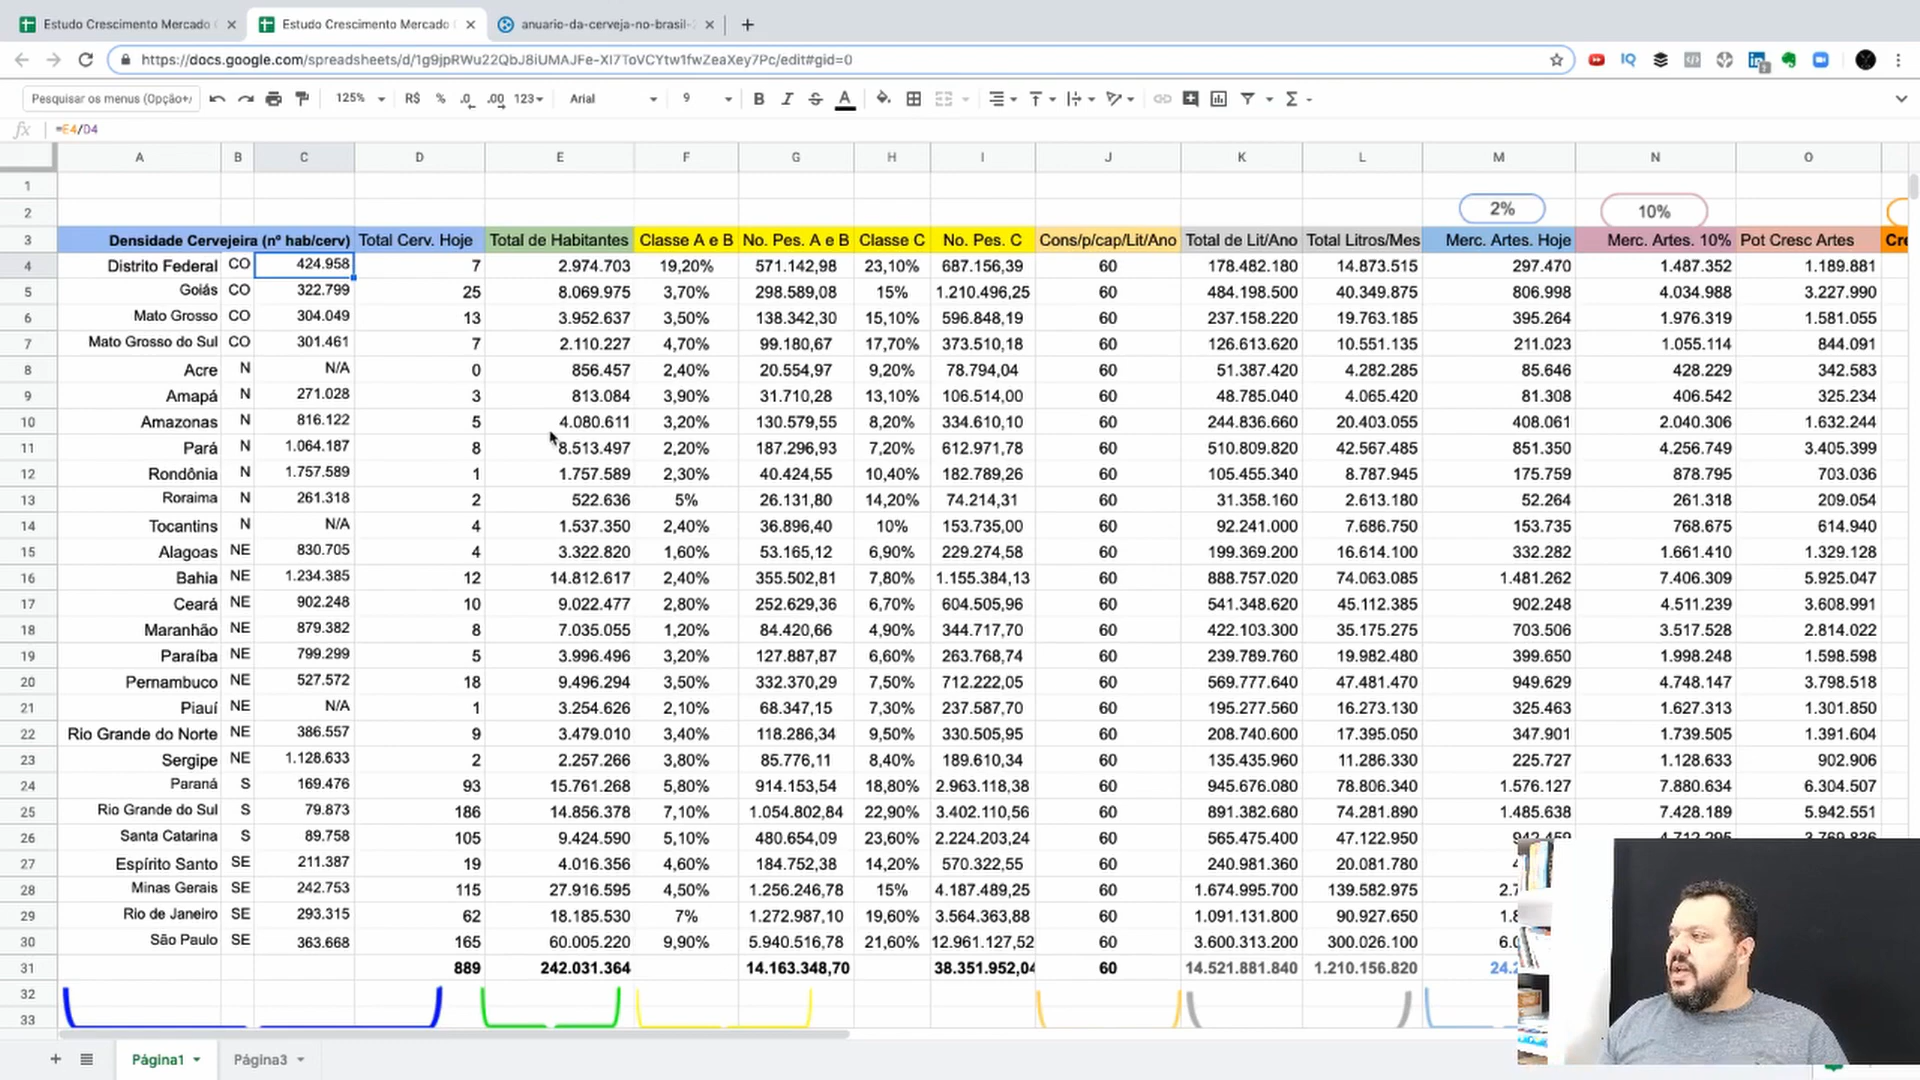 Estudo Crescimento Mercado
Estudo Crescimento Mercado
anuario-da-cerveja-no-brasil-
https://docs.google.com/spreadsheets/d/1g9jpRWu22QbJ8iUMAJFe-XI7ToVCYtw1fwZeaXey7Pc/edit#gid=0
Pesquisar os menus (Opção+/
125%
R$ % .0 .00 123
Arial
9
B I S A
fx =E4/D4
A B C D E F G H I J K L M N O
1
2 2% 10%
3 Densidade Cervejeira (nº hab/cerv) Total Cerv. Hoje Total de Habitantes Classe A e B No. Pes. A e B Classe C No. Pes. C Cons/p/cap/Lit/Ano Total de Lit/Ano Total Litros/Mes Merc. Artes. Hoje Merc. Artes. 10% Pot Cresc Artes
4 Distrito Federal CO 424.958 7 2.974.703 19,20% 571.142,98 23,10% 687.156,39 60 178.482.180 14.873.515 297.470 1.487.352 1.189.881
5 Goiás CO 322.799 25 8.069.975 3,70% 298.589,08 15% 1.210.496,25 60 484.198.500 40.349.875 806.998 4.034.988 3.227.990
6 Mato Grosso CO 304.049 13 3.952.637 3,50% 138.342,30 15,10% 596.848,19 60 237.158.220 19.763.185 395.264 1.976.319 1.581.055
7 Mato Grosso do Sul CO 301.461 7 2.110.227 4,70% 99.180,67 17,70% 373.510,18 60 126.613.620 10.551.135 211.023 1.055.114 844.091
8 Acre N N/A 0 856.457 2,40% 20.554,97 9,20% 78.794,04 60 51.387.420 4.282.285 85.646 428.229 342.583
9 Amapá N 271.028 3 813.084 3,90% 31.710,28 13,10% 106.514,00 60 48.785.040 4.065.420 81.308 406.542 325.234
10 Amazonas N 816.122 5 4.080.611 3,20% 130.579,55 8,20% 334.610,10 60 244.836.660 20.403.055 408.061 2.040.306 1.632.244
11 Pará N 1.064.187 8 8.513.497 2,20% 187.296,93 7,20% 612.971,78 60 510.809.820 42.567.485 851.350 4.256.749 3.405.399
12 Rondônia N 1.757.589 1 1.757.589 2,30% 40.424,55 10,40% 182.789,26 60 105.455.340 8.787.945 175.759 878.795 703.036
13 Roraima N 261.318 2 522.636 5% 26.131,80 14,20% 74.214,31 60 31.358.160 2.613.180 52.264 261.318 209.054
14 Tocantins N N/A 4 1.537.350 2,40% 36.896,40 10% 153.735,00 60 92.241.000 7.686.750 153.735 768.675 614.940
15 Alagoas NE 830.705 4 3.322.820 1,60% 53.165,12 6,90% 229.274,58 60 199.369.200 16.614.100 332.282 1.661.410 1.329.128
16 Bahia NE 1.234.385 12 14.812.617 2,40% 355.502,81 7,80% 1.155.384,13 60 888.757.020 74.063.085 1.481.262 7.406.309 5.925.047
17 Ceará NE 902.248 10 9.022.477 2,80% 252.629,36 6,70% 604.505,96 60 541.348.620 45.112.385 902.248 4.511.239 3.608.991
18 Maranhão NE 879.382 8 7.035.055 1,20% 84.420,66 4,90% 344.717,70 60 422.103.300 35.175.275 703.506 3.517.528 2.814.022
19 Paraíba NE 799.299 5 3.996.496 3,20% 127.887,87 6,60% 263.768,74 60 239.789.760 19.982.480 399.650 1.998.248 1.598.598
20 Pernambuco NE 527.572 18 9.496.294 3,50% 332.370,29 7,50% 712.222,05 60 569.777.640 47.481.470 949.629 4.748.147 3.798.518
21 Piauí NE N/A 1 3.254.626 2,10% 68.347,15 7,30% 237.587,70 60 195.277.560 16.273.130 325.463 1.627.313 1.301.850
22 Rio Grande do Norte NE 386.557 9 3.479.010 3,40% 118.286,34 9,50% 330.505,95 60 208.740.600 17.395.050 347.901 1.739.505 1.391.604
23 Sergipe NE 1.128.633 2 2.257.266 3,80% 85.776,11 8,40% 189.610,34 60 135.435.960 11.286.330 225.727 1.128.633 902.906
24 Paraná S 169.476 93 15.761.268 5,80% 914.153,54 18,80% 2.963.118,38 60 945.676.080 78.806.340 1.576.127 7.880.634 6.304.507
25 Rio Grande do Sul S 79.873 186 14.856.378 7,10% 1.054.802,84 22,90% 3.402.110,56 60 891.382.680 74.281.890 1.485.638 7.428.189 5.942.551
26 Santa Catarina S 89.758 105 9.424.590 5,10% 480.654,09 23,60% 2.224.203,24 60 565.475.400 47.122.950 942.459 4.712.295 3.769.836
27 Espírito Santo SE 211.387 19 4.016.356 4,60% 184.752,38 14,20% 570.322,55 60 240.981.360 20.081.780
28 Minas Gerais SE 242.753 115 27.916.595 4,50% 1.256.246,78 15% 4.187.489,25 60 1.674.995.700 139.582.975
29 Rio de Janeiro SE 293.315 62 18.185.530 7% 1.272.987,10 19,60% 3.564.363,88 60 1.091.131.800 90.927.650
30 São Paulo SE 363.668 165 60.005.220 9,90% 5.940.516,78 21,60% 12.961.127,52 60 3.600.313.200 300.026.100
31 889 242.031.364 14.163.348,70 38.351.952,04 60 14.521.881.840 1.210.156.820
32
33
Página1
Página3